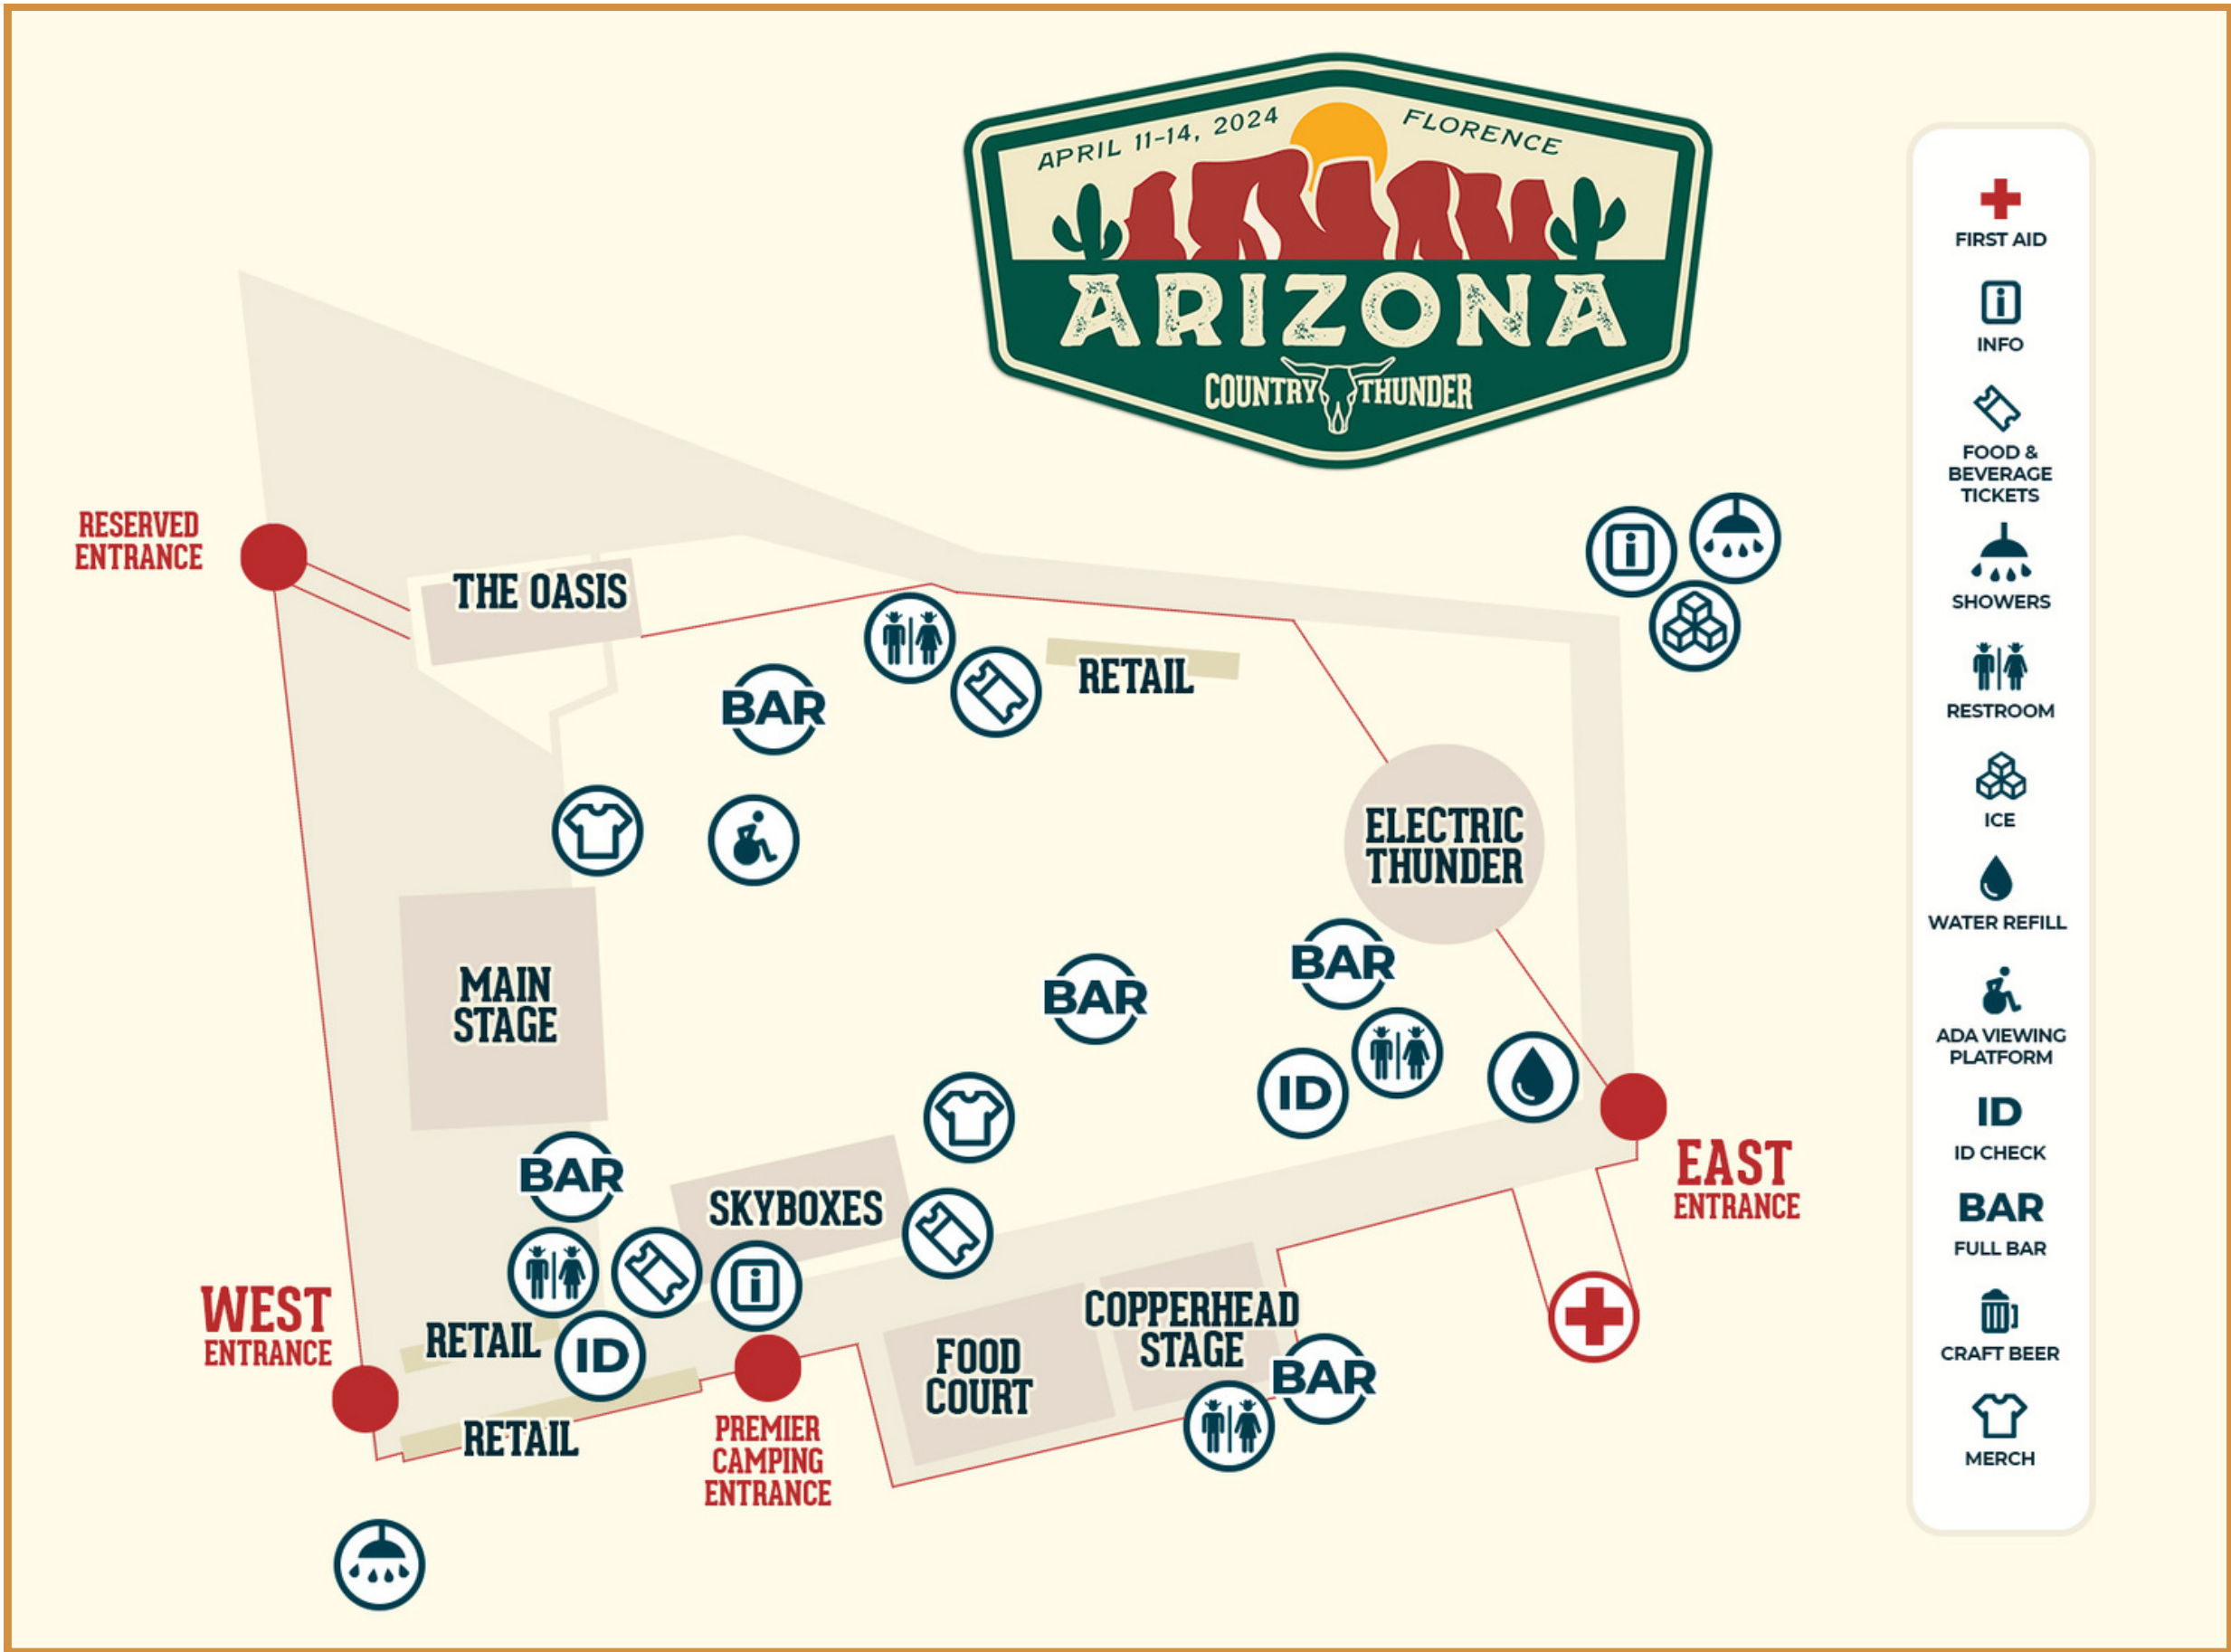 APRIL 11-14, 2024
FLORENCE
ARIZONA
COUNTRY THUNDER
RESERVED
ENTRANCE
THE OASIS
BAR
RETAIL
ELECTRIC
THUNDER
MAIN
STAGE
BAR
BAR
ID
BAR
SKYBOXES
EAST
ENTRANCE
WEST
ENTRANCE
RETAIL
ID
RETAIL
PREMIER
CAMPING
ENTRANCE
FOOD
COURT
COPPERHEAD
STAGE
BAR
FIRST AID
INFO
FOOD &
BEVERAGE
TICKETS
SHOWERS
RESTROOM
ICE
WATER REFILL
ADA VIEWING
PLATFORM
ID
ID CHECK
BAR
FULL BAR
CRAFT BEER
MERCH